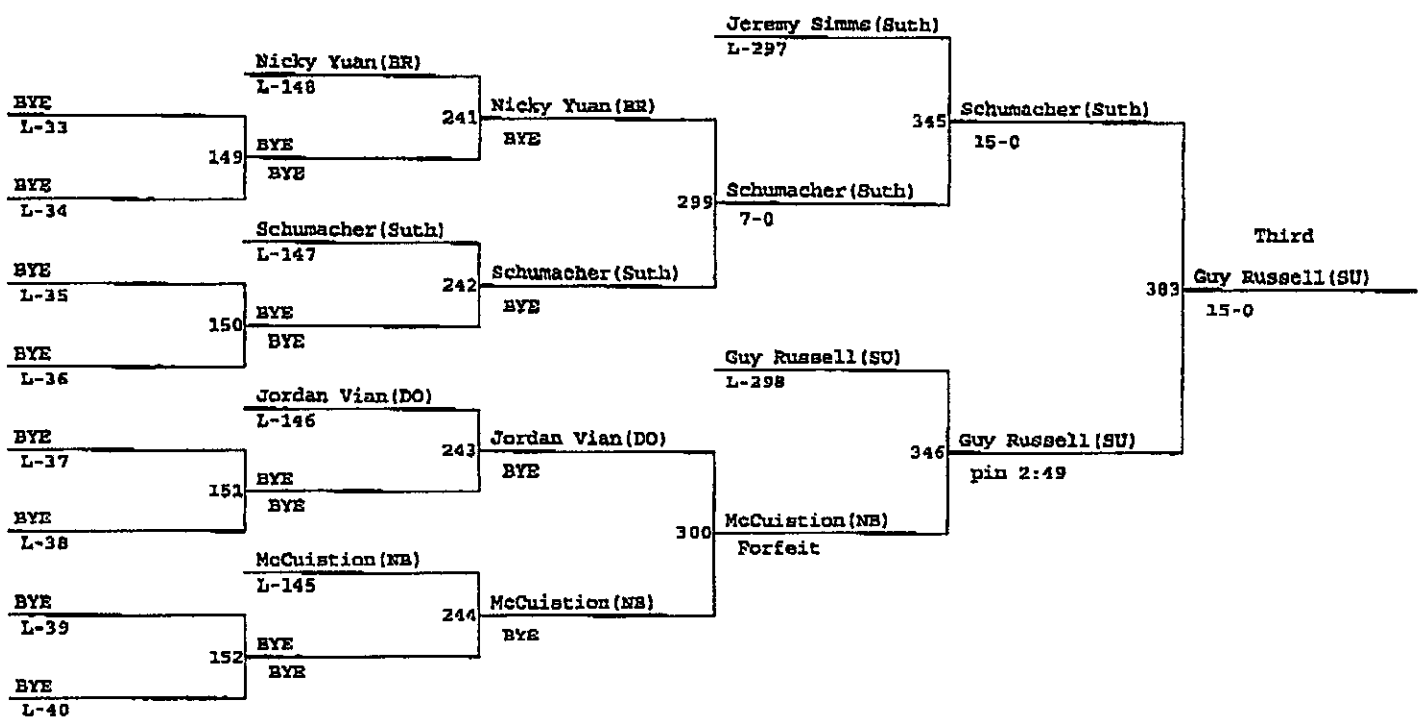 Jeremy Simms(Suth)
L-297
Nicky Yuan(BR)
L-148
BYE
L-33
241
Nicky Yuan(BR)
BYE
345
Schumacher(Suth)
15-0
149
BYE
BYE
BYE
L-34
299
Schumacher(Suth)
7-0
Schumacher(Suth)
L-147
Third
BYE
L-35
242
Schumacher(Suth)
BYE
383
Guy Russell(SU)
15-0
150
BYE
BYE
BYE
L-36
Guy Russell(SU)
L-298
Jordan Vian(DO)
L-146
BYE
L-37
243
Jordan Vian(DO)
BYE
346
Guy Russell(SU)
pin 2:49
151
BYE
BYE
BYE
L-38
300
McCuistion(NB)
Forfeit
McCuistion(NB)
L-145
BYE
L-39
244
McCuistion(NB)
BYE
152
BYE
BYE
BYE
L-40